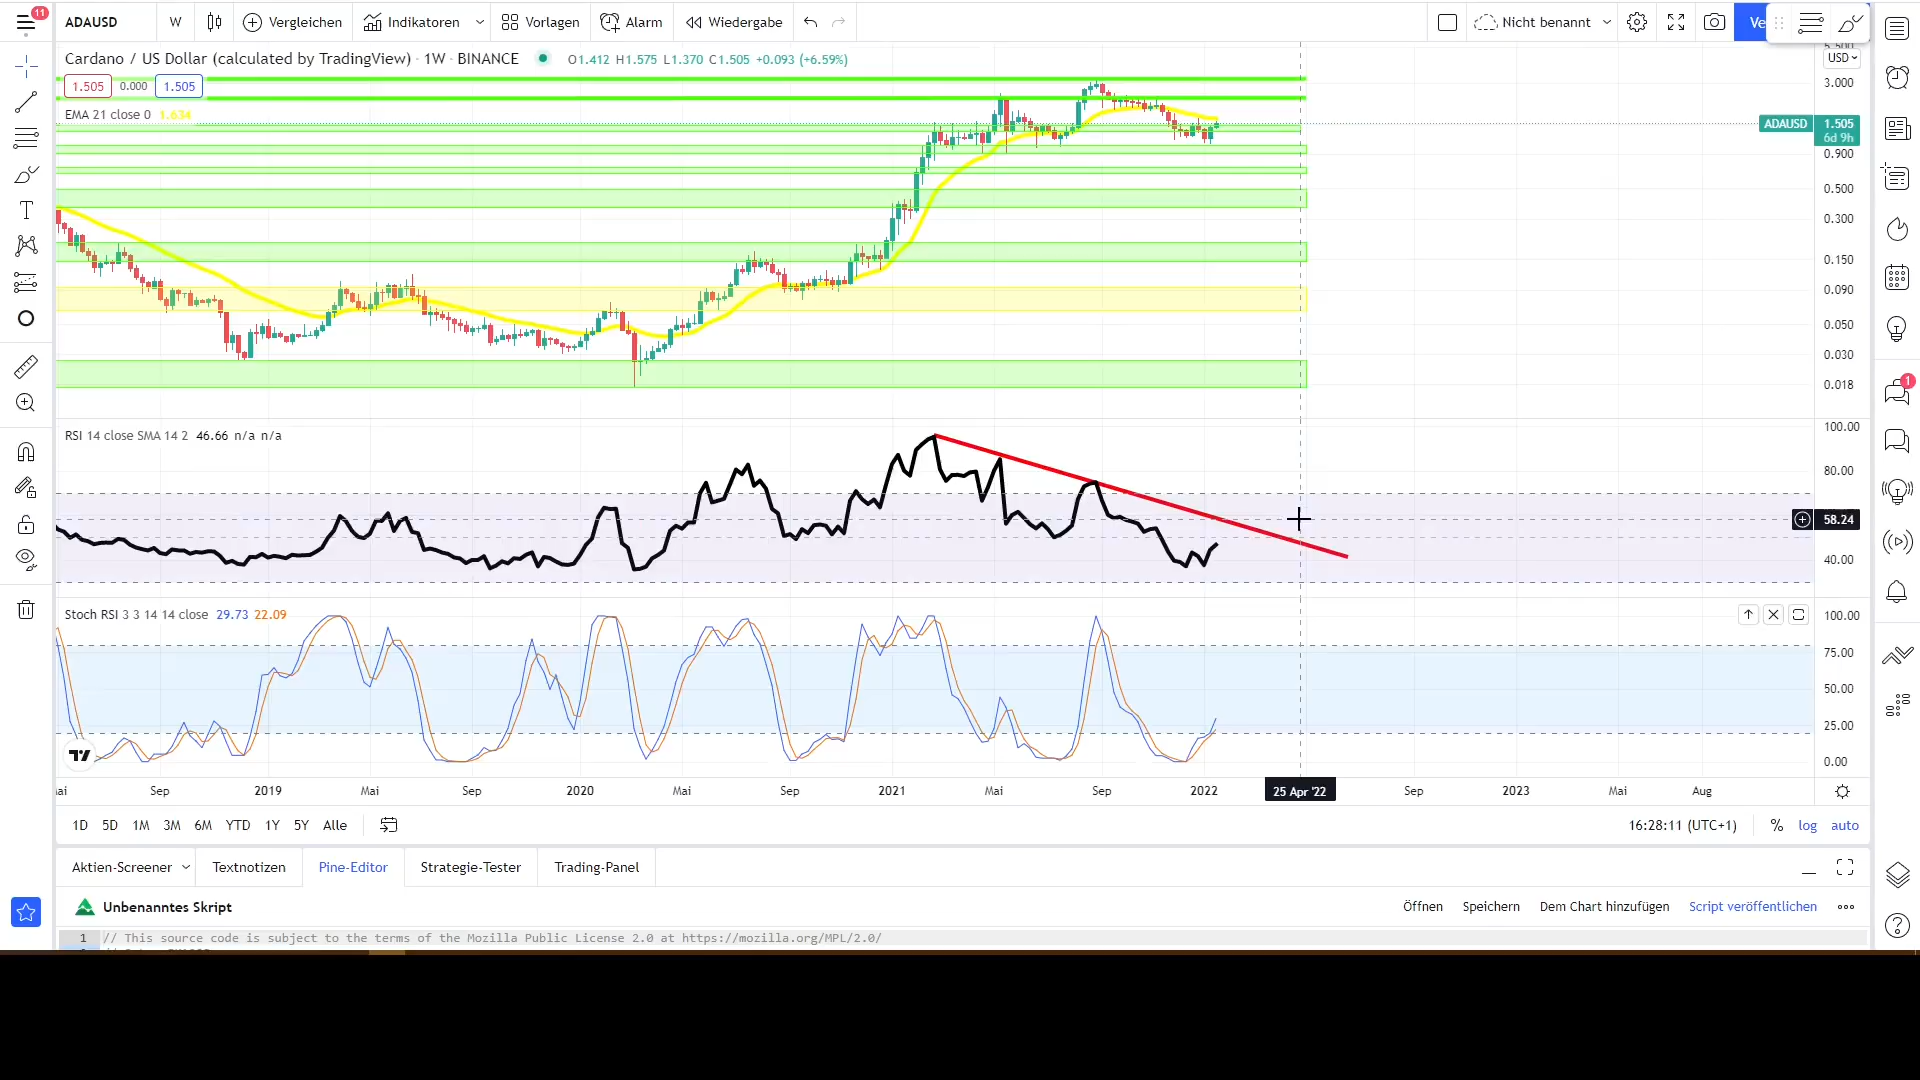 11
ADAUSD
W
Vergleichen
Indikatoren
Vorlagen
Alarm
Wiedergabe
Nicht benannt
Ve
Cardano / US Dollar (calculated by TradingView) · 1W · BINANCE
O1.412 H1.575 L1.370 C1.505 +0.093 (+6.59%)
USD
1.505 0.000 1.505
EMA 21 close 0 1.634
3.000
ADAUSD 1.505
6d 9h
0.900
0.500
0.300
0.150
0.090
0.050
0.030
0.018
RSI 14 close SMA 14 2 46.66 n/a n/a
100.00
80.00
58.24
40.00
1
Stoch RSI 3 3 14 14 close 29.73 22.09
100.00
75.00
50.00
25.00
0.00
ai Sep 2019 Mai Sep 2020 Mai Sep 2021 Mai Sep 2022 25 Apr '22 Sep 2023 Mai Aug
1D 5D 1M 3M 6M YTD 1Y 5Y Alle
16:28:11 (UTC+1) % log auto
Aktien-Screener Textnotizen Pine-Editor Strategie-Tester Trading-Panel
Unbenanntes Skript
Öffnen Speichern Dem Chart hinzufügen Script veröffentlichen
1 // This source code is subject to the terms of the Mozilla Public License 2.0 at https://mozilla.org/MPL/2.0/